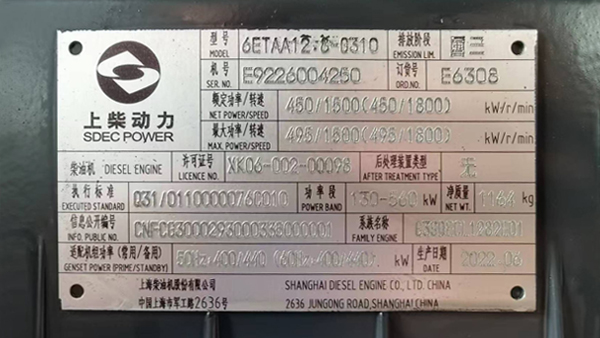 上柴动力
SDEC POWER
型号 MODEL 6ETAA12.8-G310 排放阶段 EMISSION LIM. 国三
机号 SER. NO. E9226004250 订货号 ORD.NO. E6308
额定功率/转速 NET POWER/SPEED 450/1500(450/1800) kW/r/min
最大功率/转速 MAX. POWER/SPEED 495/1500(495/1800) kW/r/min
柴油机 DIESEL ENGINE 许可证号 LICENCE NO. XK06-002-00098 后处理装置类型 AFTER TREATMENT TYPE 无
执行标准 EXECUTED STANDARD 031/01100000760010 功率段 POWER BAND 130-560 kW 净质量 NET WT. 1164 kg
信息公开编号 INFO. PUBLIC NO. 系族名称 FAMILY ENGINE
适配机组功率(常用/备用) GENSET POWER (PRIME/STANDBY) 50Hz:400/440 (60Hz:400/440) kW 生产日期 DATE 2022.06
上海柴油机股份有限公司 SHANGHAI DIESEL ENGINE CO., LTD. CHINA
中国上海市军工路2636号 2636 JUNGONG ROAD, SHANGHAI CHINA